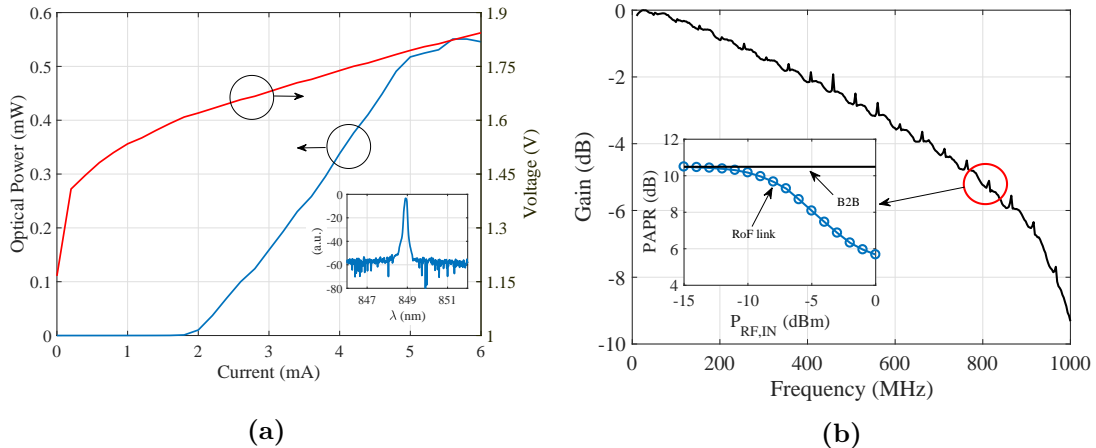 0.6
0.5
0.4
0.3
0.2
0.1
0
Optical Power (mW)
0 1 2 3 4 5 6
Current (mA)
1.9
1.75
1.6
1.45
1.3
1.15
1
Voltage (V)
0
-20
-40
-60
-80
(a.u.)
847 849 851
λ (nm)
(a)
0
-2
-4
-6
-8
-10
Gain (dB)
0 200 400 600 800 1000
Frequency (MHz)
12
10
8
6
4
PAPR (dB)
B2B
RoF link
-15 -10 -5 0
P_RF,IN (dBm)
(b)